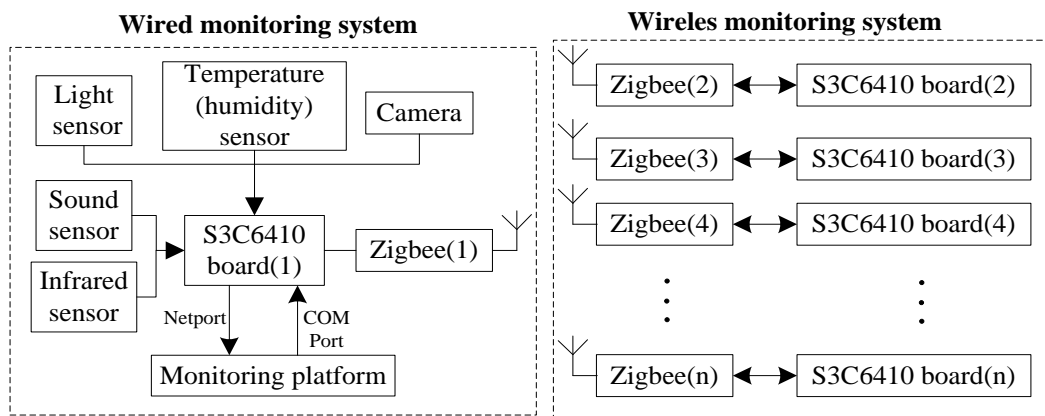 Wired monitoring system
Light
sensor
Temperature
(humidity)
sensor
Camera
Sound
sensor
Infrared
sensor
S3C6410
board(1)
Zigbee(1)
Netport
COM
Port
Monitoring platform
Wireles monitoring system
Zigbee(2)
S3C6410 board(2)
Zigbee(3)
S3C6410 board(3)
Zigbee(4)
S3C6410 board(4)
Zigbee(n)
S3C6410 board(n)